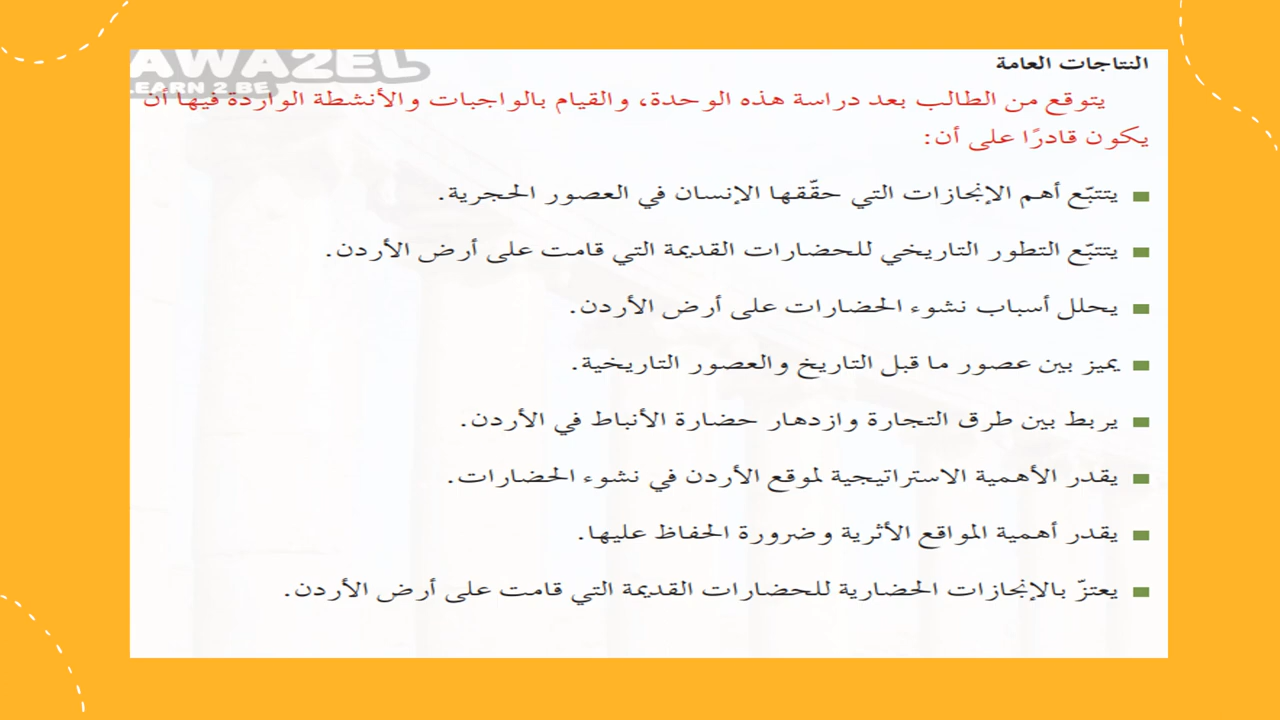 AWA2EL
LEARN 2 BE
النتاجات العامة
يتوقع من الطالب بعد دراسة هذه الوحدة، والقيام بالواجبات والأنشطة الواردة فيها أن
يكون قادرًا على أن:
يتتبّع أهم الإنجازات التي حقّقها الإنسان في العصور الحجرية.
يتتبّع التطور التاريخي للحضارات القديمة التي قامت على أرض الأردن.
يحلل أسباب نشوء الحضارات على أرض الأردن.
يميز بين عصور ما قبل التاريخ والعصور التاريخية.
يربط بين طرق التجارة وازدهار حضارة الأنباط في الأردن.
يقدر الأهمية الاستراتيجية لموقع الأردن في نشوء الحضارات.
يقدر أهمية المواقع الأثرية وضرورة الحفاظ عليها.
يعتزّ بالإنجازات الحضارية للحضارات القديمة التي قامت على أرض الأردن.